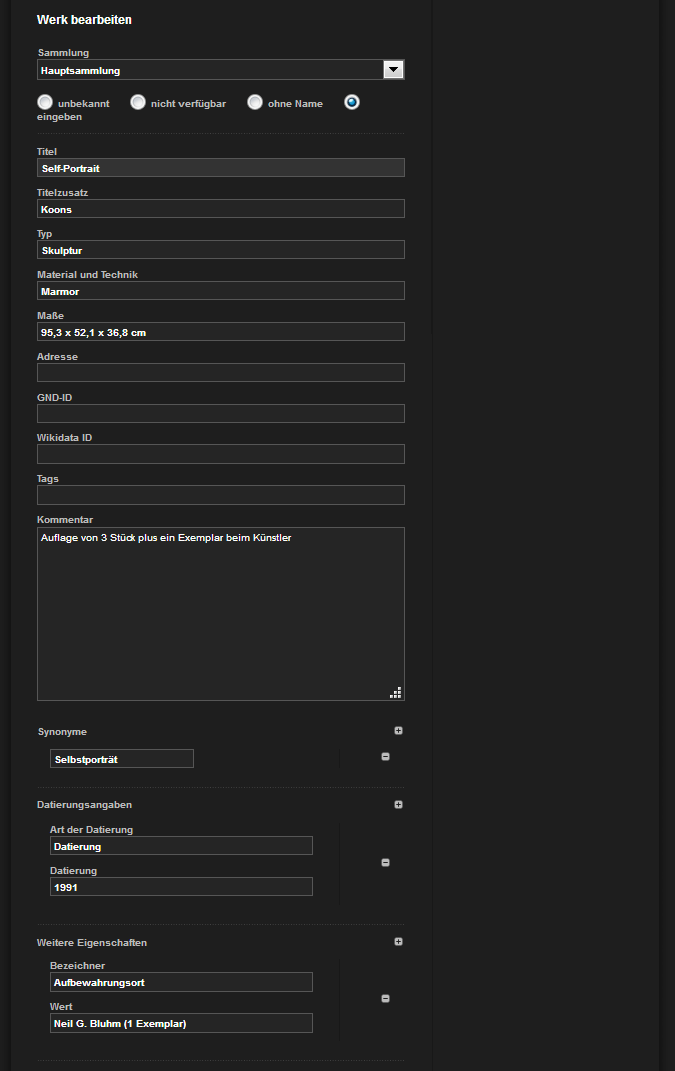 Werk bearbeiten
Sammlung
Hauptsammlung
unbekannt nicht verfügbar ohne Name
eingeben
Titel
Self-Portrait
Titelzusatz
Koons
Typ
Skulptur
Material und Technik
Marmor
Maße
95,3 x 52,1 x 36,8 cm
Adresse
GND-ID
Wikidata ID
Tags
Kommentar
Auflage von 3 Stück plus ein Exemplar beim Künstler
Synonyme
Selbstporträt
Datierungsangaben
Art der Datierung
Datierung
Datierung
1991
Weitere Eigenschaften
Bezeichner
Aufbewahrungsort
Wert
Neil G. Bluhm (1 Exemplar)